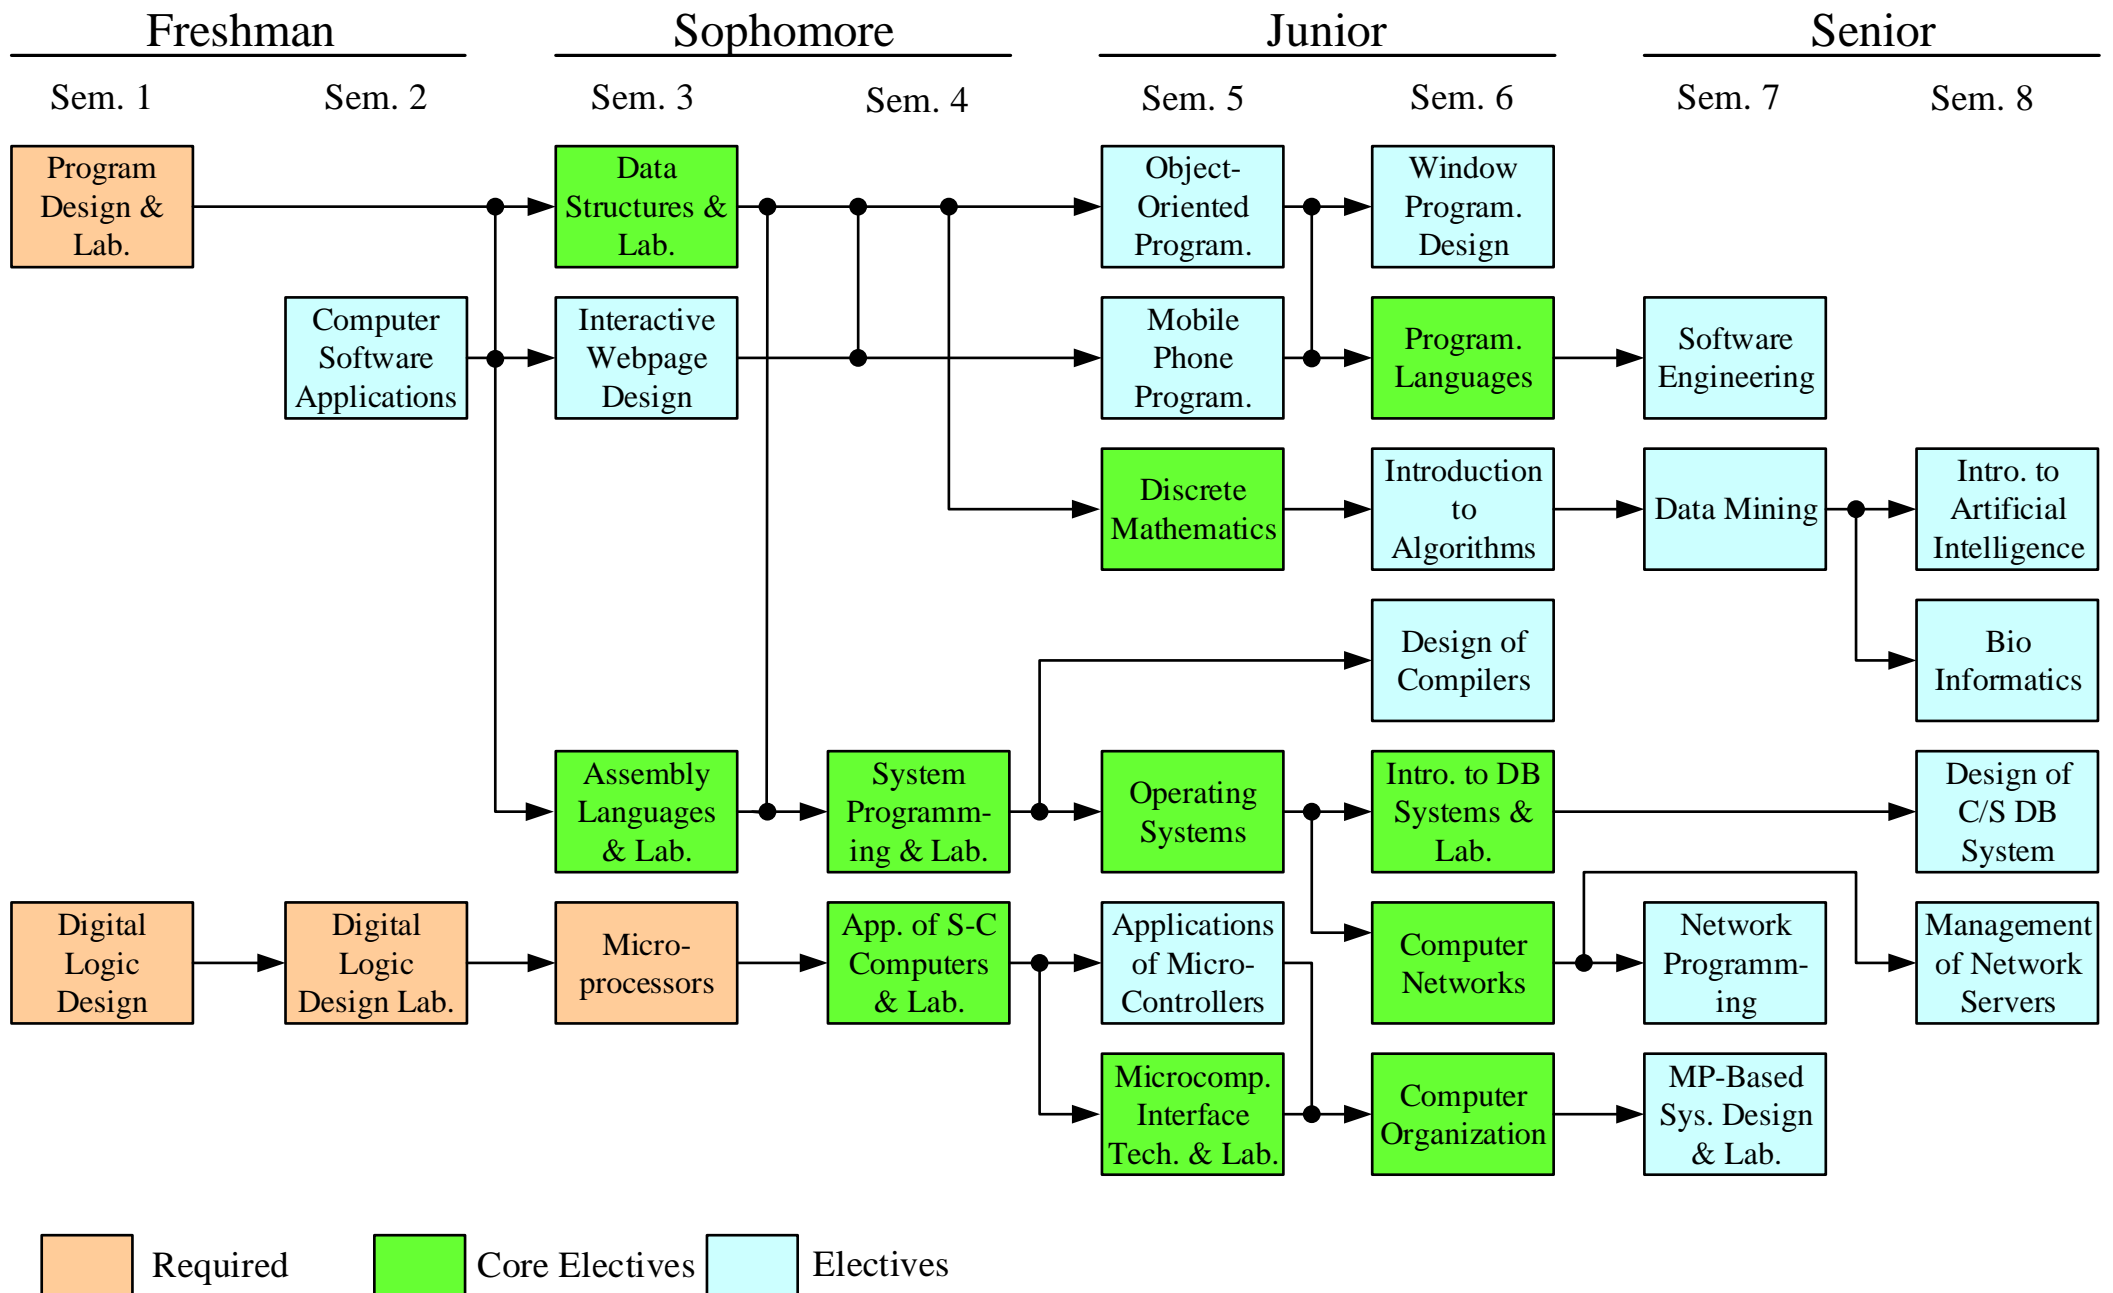 Freshman
Sophomore
Junior
Senior
Sem. 1
Sem. 2
Sem. 3
Sem. 4
Sem. 5
Sem. 6
Sem. 7
Sem. 8
Program
Design &
Lab.
Data
Structures &
Lab.
Object-
Oriented
Program.
Window
Program.
Design
Computer
Software
Applications
Interactive
Webpage
Design
Mobile
Phone
Program.
Program.
Languages
Software
Engineering
Discrete
Mathematics
Introduction
to
Algorithms
Data Mining
Intro. to
Artificial
Intelligence
Design of
Compilers
Bio
Informatics
Assembly
Languages
& Lab.
System
Programm-
ing & Lab.
Operating
Systems
Intro. to DB
Systems &
Lab.
Design of
C/S DB
System
Digital
Logic
Design
Digital
Logic
Design Lab.
Micro-
processors
App. of S-C
Computers
& Lab.
Applications
of Micro-
Controllers
Computer
Networks
Network
Programm-
ing
Management
of Network
Servers
Microcomp.
Interface
Tech. & Lab.
Computer
Organization
MP-Based
Sys. Design
& Lab.
Required
Core Electives
Electives